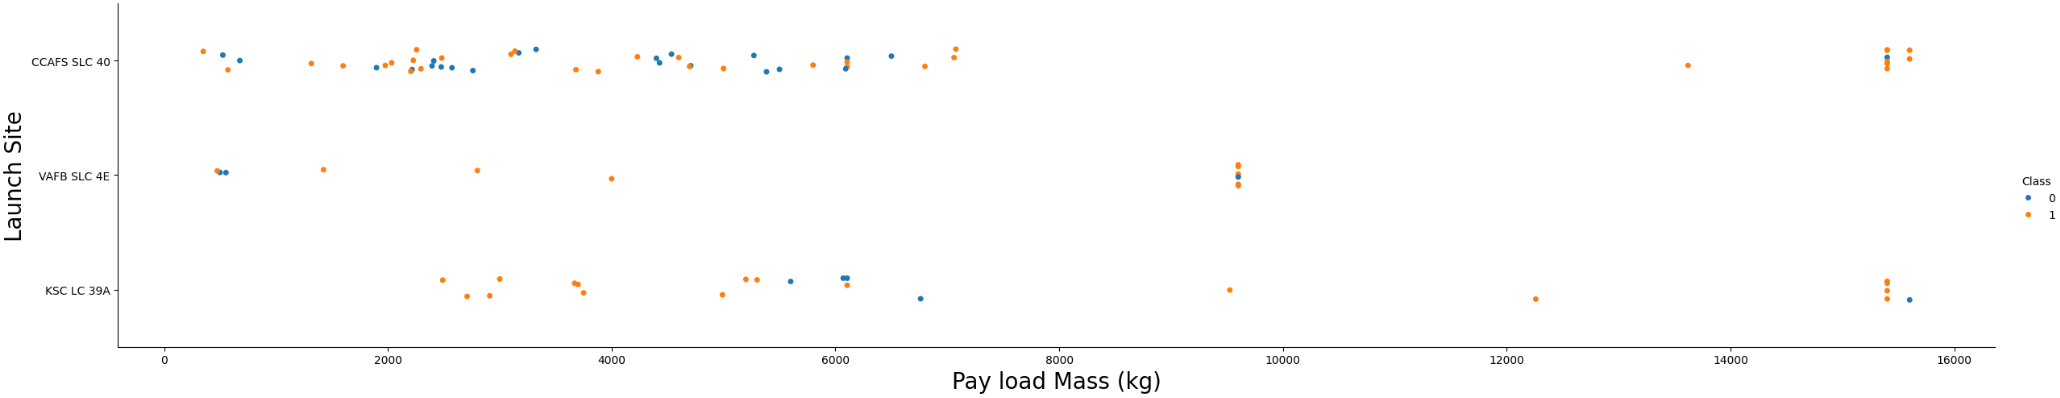 Launch Site
CCAFS SLC 40
VAFB SLC 4E
KSC LC 39A
0 2000 4000 6000 8000 10000 12000 14000 16000
Pay load Mass (kg)
Class
0
1